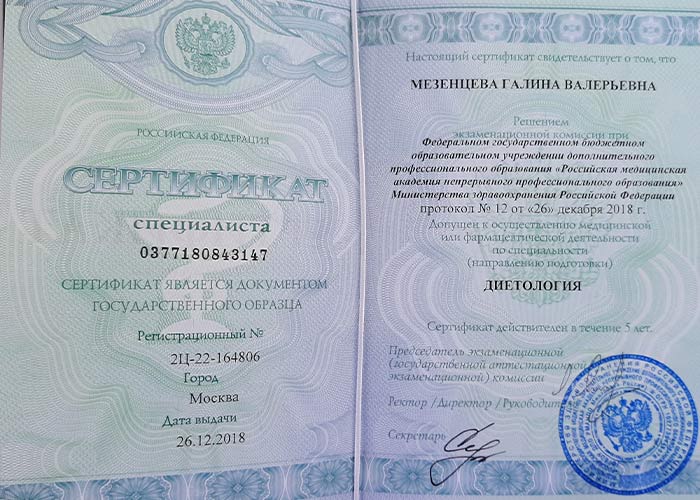 РОССИЙСКАЯ ФЕДЕРАЦИЯ
СЕРТИФИКАТ
специалиста
0377180843147
СЕРТИФИКАТ ЯВЛЯЕТСЯ ДОКУМЕНТОМ
ГОСУДАРСТВЕННОГО ОБРАЗЦА
Регистрационный №
2Ц-22-164806
Город
Москва
Дата выдачи
26.12.2018
Настоящий сертификат свидетельствует о том, что
МЕЗЕНЦЕВА ГАЛИНА ВАЛЕРЬЕВНА
Решением
экзаменационной комиссии при
Федеральном государственном бюджетном
образовательном учреждении дополнительного
профессионального образования «Российская медицинская
академия непрерывного профессионального образования»
Министерства здравоохранения Российской Федерации
протокол № 12 от «26» декабря 2018 г.
Допущен к осуществлению медицинской
или фармацевтической деятельности
по специальности
(направлению подготовки)
ДИЕТОЛОГИЯ
Сертификат действителен в течение 5 лет.
Председатель экзаменационной
(государственной аттестационной,
экзаменационной) комиссии
Ректор /Директор /Руководитель
Секретарь